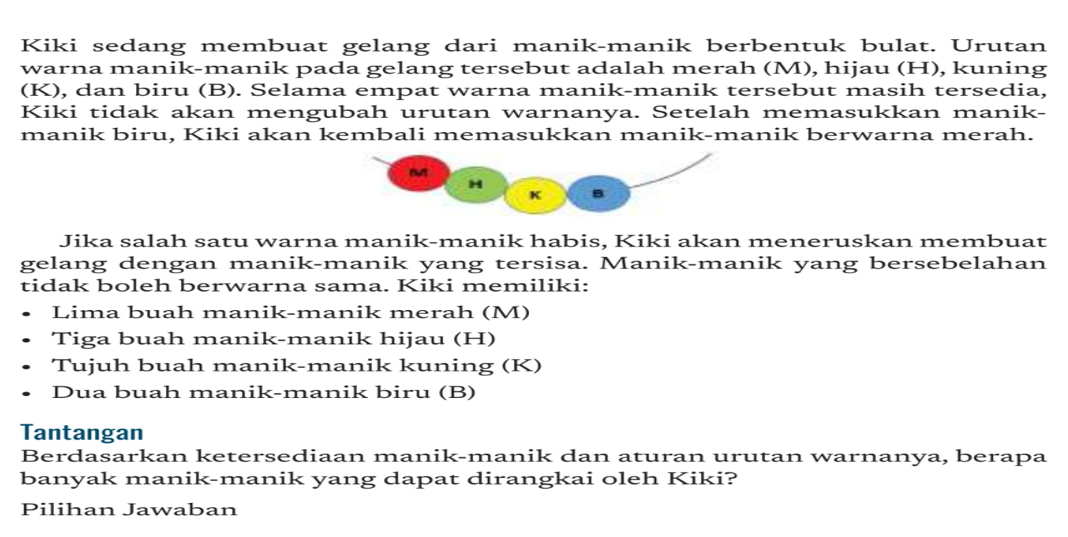 Kiki sedang membuat gelang dari manik-manik berbentuk bulat. Urutan
warna manik-manik pada gelang tersebut adalah merah (M), hijau (H), kuning
(K), dan biru (B). Selama empat warna manik-manik tersebut masih tersedia,
Kiki tidak akan mengubah urutan warnanya. Setelah memasukkan manik-
manik biru, Kiki akan kembali memasukkan manik-manik berwarna merah.
M H K B
Jika salah satu warna manik-manik habis, Kiki akan meneruskan membuat
gelang dengan manik-manik yang tersisa. Manik-manik yang bersebelahan
tidak boleh berwarna sama. Kiki memiliki:
• Lima buah manik-manik merah (M)
• Tiga buah manik-manik hijau (H)
• Tujuh buah manik-manik kuning (K)
• Dua buah manik-manik biru (B)
Tantangan
Berdasarkan ketersediaan manik-manik dan aturan urutan warnanya, berapa
banyak manik-manik yang dapat dirangkai oleh Kiki?
Pilihan Jawaban